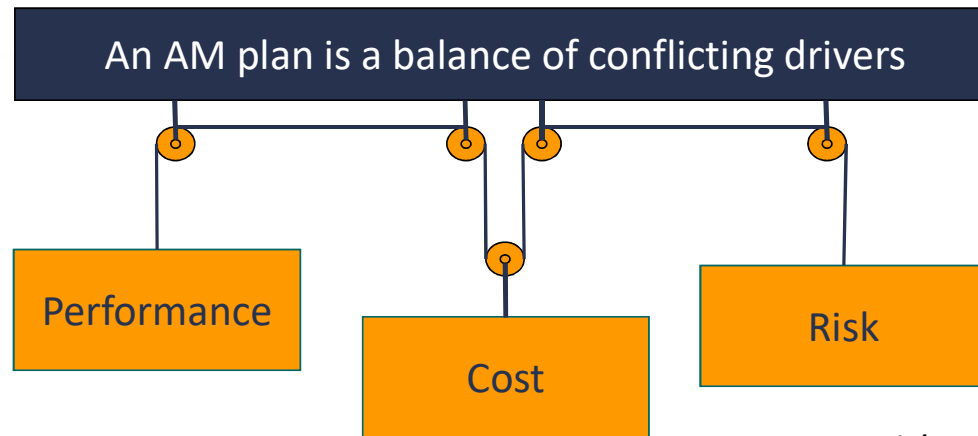 An AM plan is a balance of conflicting drivers
Performance
Risk
Cost